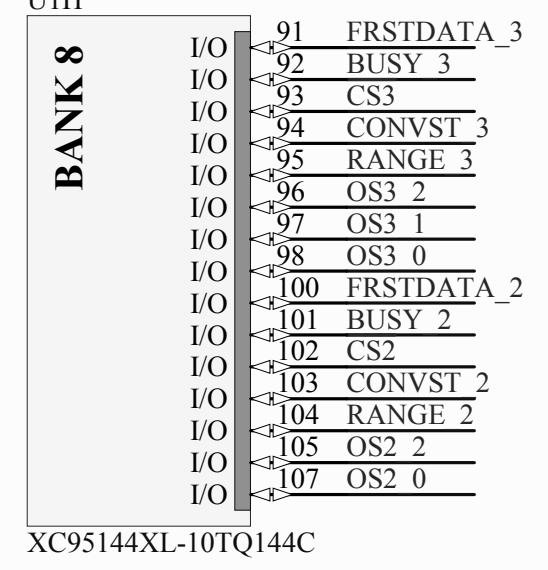 I/O 91 FRSTDATA_3
I/O 92 BUSY_3
I/O 93 CS3
I/O 94 CONVST_3
I/O 95 RANGE_3
I/O 96 OS3_2
I/O 97 OS3_1
I/O 98 OS3_0
I/O 100 FRSTDATA_2
I/O 101 BUSY_2
I/O 102 CS2
I/O 103 CONVST_2
I/O 104 RANGE_2
I/O 105 OS2_2
I/O 107 OS2_0
BANK 8
XC95144XL-10TQ144C